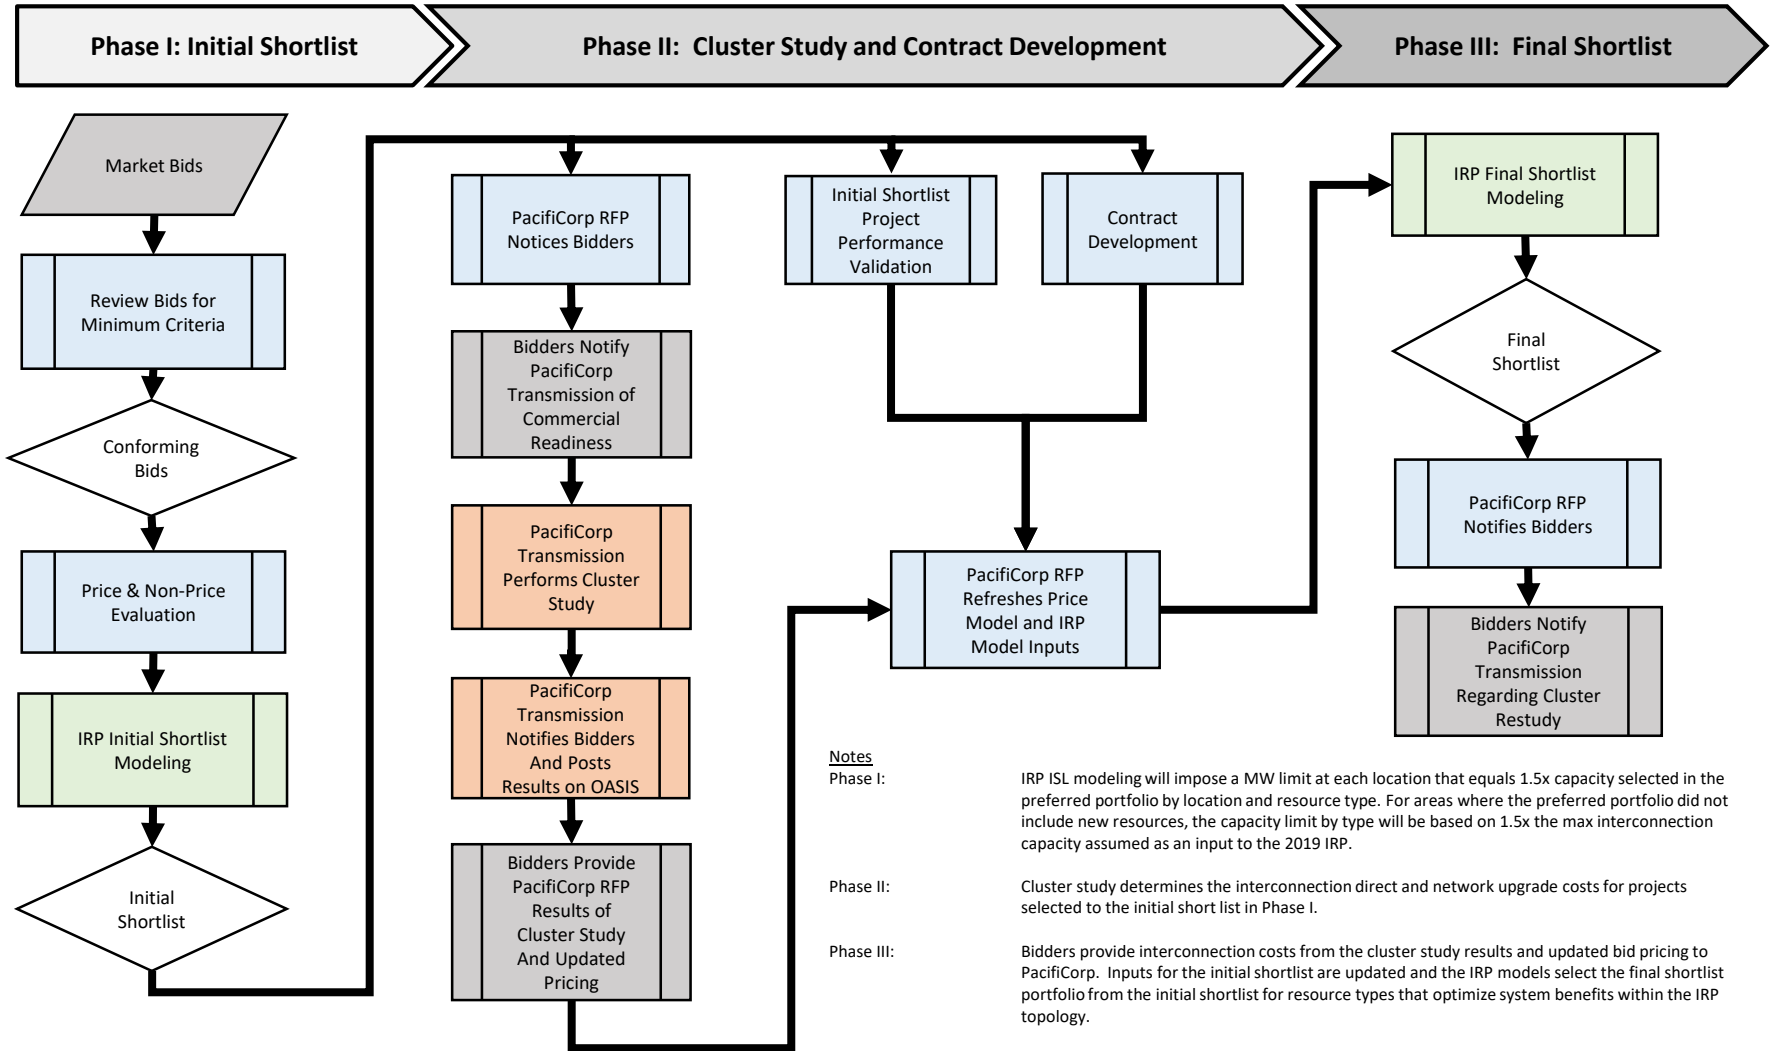 Phase I: Initial Shortlist
Phase II:  Cluster Study and Contract Development
Phase III:  Final Shortlist
Market Bids
Review Bids for
Minimum Criteria
Conforming
Bids
Price & Non-Price
Evaluation
IRP Initial Shortlist
Modeling
Initial
Shortlist
PacifiCorp RFP
Notices Bidders
Bidders Notify
PacifiCorp
Transmission of
Commercial
Readiness
PacifiCorp
Transmission
Performs Cluster
Study
PacifiCorp
Transmission
Notifies Bidders
And Posts
Results on OASIS
Bidders Provide
PacifiCorp RFP
Results of
Cluster Study
And Updated
Pricing
Initial Shortlist
Project
Performance
Validation
Contract
Development
PacifiCorp RFP
Refreshes Price
Model and IRP
Model Inputs
IRP Final Shortlist
Modeling
Final
Shortlist
PacifiCorp RFP
Notifies Bidders
Bidders Notify
PacifiCorp
Transmission
Regarding Cluster
Restudy
Notes
Phase I: IRP ISL modeling will impose a MW limit at each location that equals 1.5x capacity selected in the
preferred portfolio by location and resource type. For areas where the preferred portfolio did not
include new resources, the capacity limit by type will be based on 1.5x the max interconnection
capacity assumed as an input to the 2019 IRP.
Phase II: Cluster study determines the interconnection direct and network upgrade costs for projects
selected to the initial short list in Phase I.
Phase III: Bidders provide interconnection costs from the cluster study results and updated bid pricing to
PacifiCorp.  Inputs for the initial shortlist are updated and the IRP models select the final shortlist
portfolio from the initial shortlist for resource types that optimize system benefits within the IRP
topology.